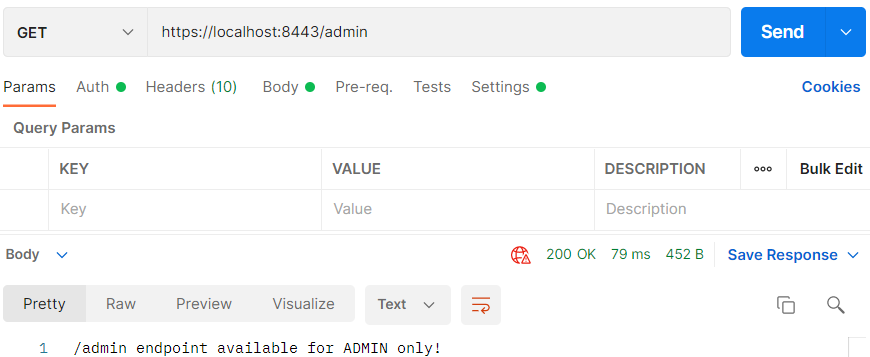 GET https://localhost:8443/admin Send
Params Auth Headers (10) Body Pre-req. Tests Settings Cookies
Query Params
KEY VALUE DESCRIPTION ooo Bulk Edit
Key Value Description
Body 200 OK 79 ms 452 B Save Response
Pretty Raw Preview Visualize Text
1 /admin endpoint available for ADMIN only!